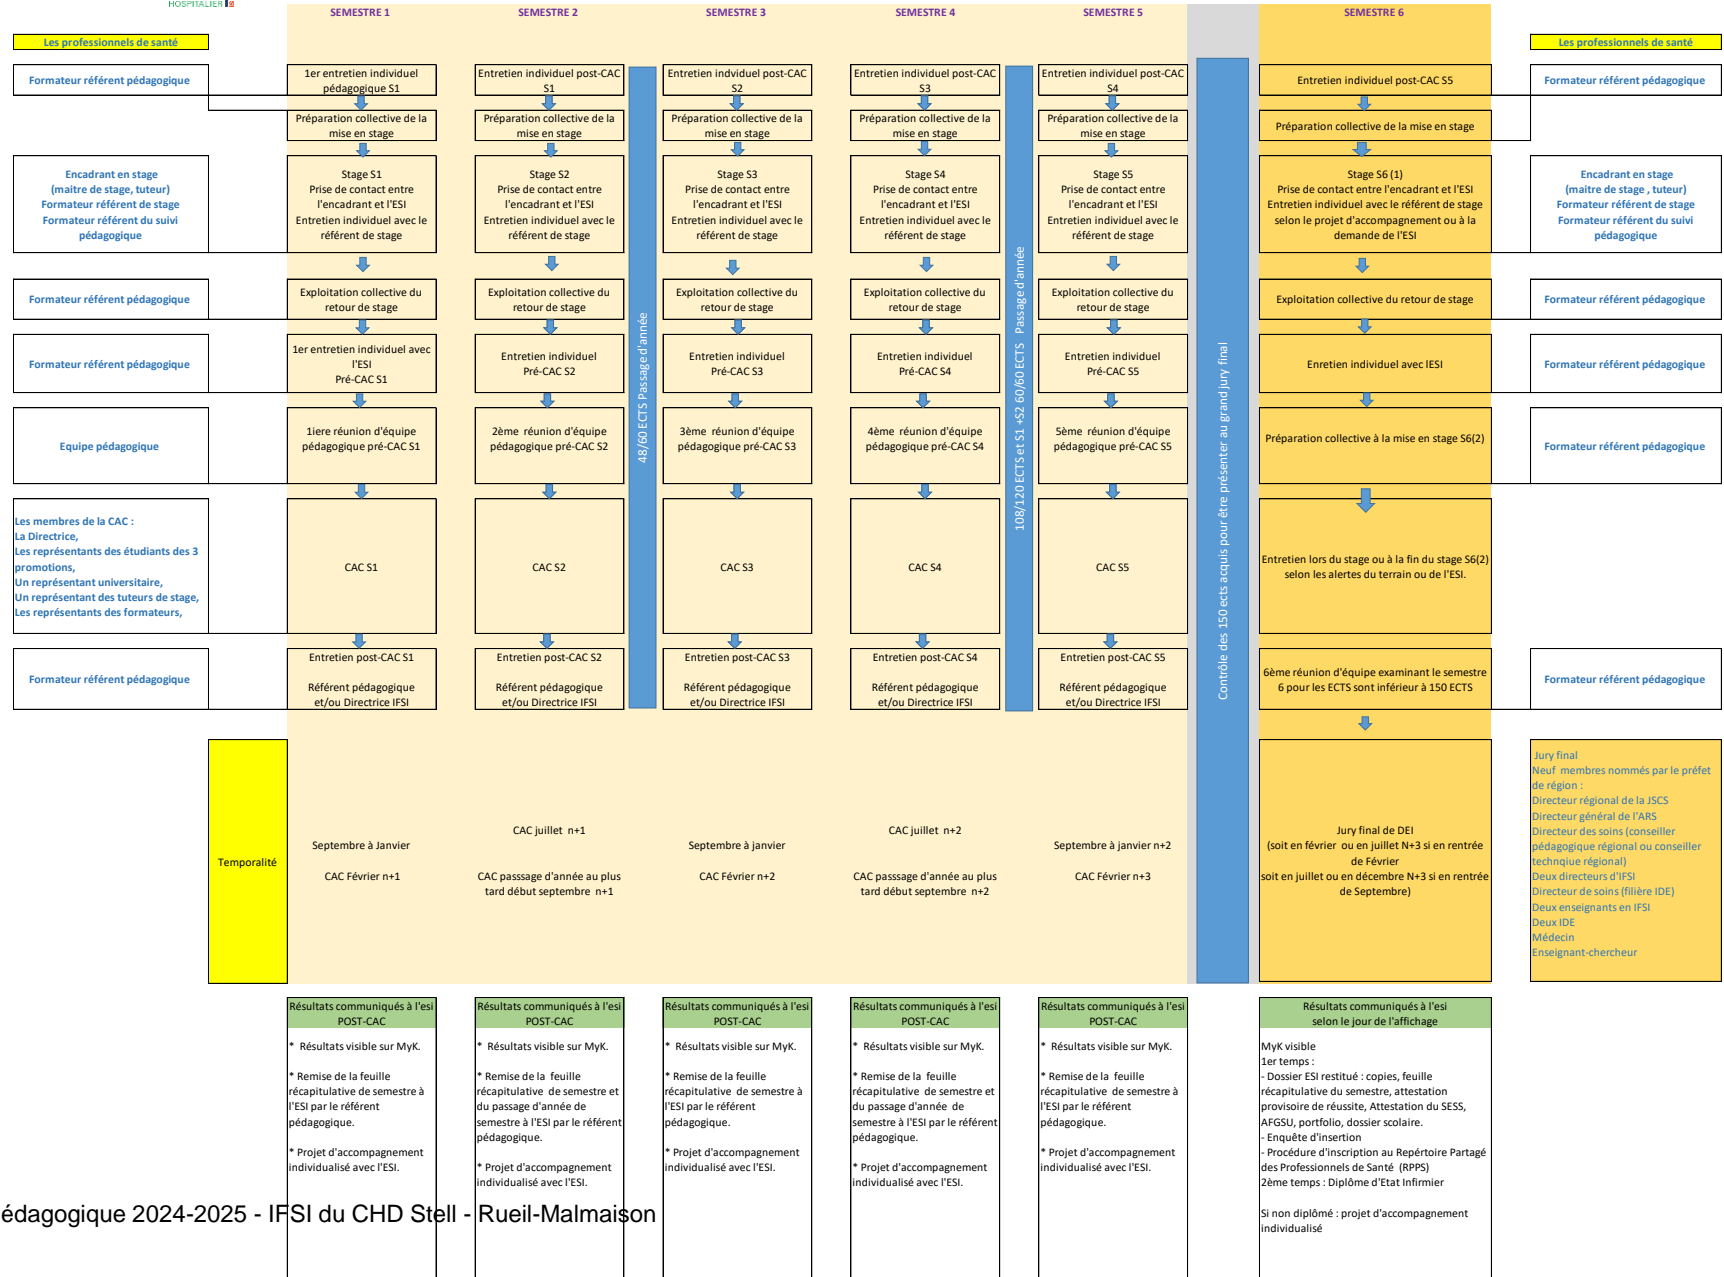 HOSPITALIER
SEMESTRE 1
SEMESTRE 2
SEMESTRE 3
SEMESTRE 4
SEMESTRE 5
SEMESTRE 6
Les professionnels de santé
Les professionnels de santé
Formateur référent pédagogique
1er entretien individuel
pédagogique S1
Entretien individuel post-CAC
S1
Entretien individuel post-CAC
S2
Entretien individuel post-CAC
S3
Entretien individuel post-CAC
S4
Entretien individuel post-CAC S5
Formateur référent pédagogique
Préparation collective de la
mise en stage
Préparation collective de la
mise en stage
Préparation collective de la
mise en stage
Préparation collective de la
mise en stage
Préparation collective de la
mise en stage
Préparation collective de la mise en stage
Encadrant en stage
(maitre de stage, tuteur)
Formateur référent de stage
Formateur référent du suivi
pédagogique
Stage S1
Prise de contact entre
l'encadrant et l'ESI
Entretien individuel avec le
référent de stage
Stage S2
Prise de contact entre
l'encadrant et l'ESI
Entretien individuel avec le
référent de stage
Stage S3
Prise de contact entre
l'encadrant et l'ESI
Entretien individuel avec le
référent de stage
Stage S4
Prise de contact entre
l'encadrant et l'ESI
Entretien individuel avec le
référent de stage
Stage S5
Prise de contact entre
l'encadrant et l'ESI
Entretien individuel avec le
référent de stage
Stage S6 (1)
Prise de contact entre l'encadrant et l'ESI
Entretien individuel avec le référent de stage
selon le projet d'accompagnement ou à la
demande de l'ESI
Encadrant en stage
(maitre de stage , tuteur)
Formateur référent de stage
Formateur référent du suivi
pédagogique
Formateur référent pédagogique
Exploitation collective du
retour de stage
Exploitation collective du
retour de stage
Exploitation collective du
retour de stage
Exploitation collective du
retour de stage
Exploitation collective du
retour de stage
Exploitation collective du retour de stage
Formateur référent pédagogique
48/60 ECTS Passage d'année
108/120 ECTS et S1 +S2 60/60 ECTS Passage d'année
Contrôle des 150 ects acquis pour être présenter au grand jury final
Formateur référent pédagogique
1er entretien individuel avec
l'ESI
Pré-CAC S1
Entretien individuel
Pré-CAC S2
Entretien individuel
Pré-CAC S3
Entretien individuel
Pré-CAC S4
Entretien individuel
Pré-CAC S5
Enretien individuel avec lESI
Formateur référent pédagogique
Equipe pédagogique
1iere réunion d'équipe
pédagogique pré-CAC S1
2ème réunion d'équipe
pédagogique pré-CAC S2
3ème réunion d'équipe
pédagogique pré-CAC S3
4ème réunion d'équipe
pédagogique pré-CAC S4
5ème réunion d'équipe
pédagogique pré-CAC S5
Préparation collective à la mise en stage S6(2)
Formateur référent pédagogique
Les membres de la CAC :
La Directrice,
Les représentants des étudiants des 3
promotions,
Un représentant universitaire,
Un représentant des tuteurs de stage,
Les représentants des formateurs,
CAC S1
CAC S2
CAC S3
CAC S4
CAC S5
Entretien lors du stage ou à la fin du stage S6(2)
selon les alertes du terrain ou de l'ESI.
Formateur référent pédagogique
Entretien post-CAC S1
Référent pédagogique
et/ou Directrice IFSI
Entretien post-CAC S2
Référent pédagogique
et/ou Directrice IFSI
Entretien post-CAC S3
Référent pédagogique
et/ou Directrice IFSI
Entretien post-CAC S4
Référent pédagogique
et/ou Directrice IFSI
Entretien post-CAC S5
Référent pédagogique
et/ou Directrice IFSI
6ème réunion d'équipe examinant le semestre
6 pour les ECTS sont inférieur à 150 ECTS
Formateur référent pédagogique
Temporalité
Septembre à Janvier
CAC Février n+1
CAC juillet n+1
CAC passsage d'année au plus
tard début septembre n+1
Septembre à janvier
CAC Février n+2
CAC juillet n+2
CAC passsage d'année au plus
tard début septembre n+2
Septembre à janvier n+2
CAC Février n+3
Jury final de DEI
(soit en février ou en juillet N+3 si en rentrée
de Février
soit en juillet ou en décembre N+3 si en rentrée
de Septembre)
Jury final
Neuf membres nommés par le préfet
de région :
Directeur régional de la JSCS
Directeur général de l'ARS
Directeur des soins (conseiller
pédagogique régional ou conseiller
technqiue régional)
Deux directeurs d'IFSI
Directeur de soins (filière IDE)
Deux enseignants en IFSI
Deux IDE
Médecin
Enseignant-chercheur
Résultats communiqués à l'esi
POST-CAC
* Résultats visible sur MyK.
* Remise de la feuille
récapitulative de semestre à
l'ESI par le référent
pédagogique.
* Projet d'accompagnement
individualisé avec l'ESI.
Résultats communiqués à l'esi
POST-CAC
* Résultats visible sur MyK.
* Remise de la feuille
récapitulative de semestre et
du passage d'année de
semestre à l'ESI par le référent
pédagogique.
* Projet d'accompagnement
individualisé avec l'ESI.
Résultats communiqués à l'esi
POST-CAC
* Résultats visible sur MyK.
* Remise de la feuille
récapitulative de semestre à
l'ESI par le référent
pédagogique.
* Projet d'accompagnement
individualisé avec l'ESI.
Résultats communiqués à l'esi
POST-CAC
* Résultats visible sur MyK.
* Remise de la feuille
récapitulative de semestre et
du passage d'année de
semestre à l'ESI par le référent
pédagogique.
* Projet d'accompagnement
individualisé avec l'ESI.
Résultats communiqués à l'esi
POST-CAC
* Résultats visible sur MyK.
* Remise de la feuille
récapitulative de semestre à
l'ESI par le référent
pédagogique.
* Projet d'accompagnement
individualisé avec l'ESI.
Résultats communiqués à l'esi
selon le jour de l'affichage
MyK visible
1er temps :
- Dossier ESI restitué : copies, feuille
récapitulative du semestre, attestation
provisoire de réussite, Attestation du SESS,
AFGSU, portfolio, dossier scolaire.
- Enquête d'insertion
- Procédure d'inscription au Repértoire Partagé
des Professionnels de Santé (RPPS)
2ème temps : Diplôme d'Etat Infirmier
Si non diplômé : projet d'accompagnement
individualisé
édagogique 2024-2025 - IFSI du CHD Stell - Rueil-Malmaison